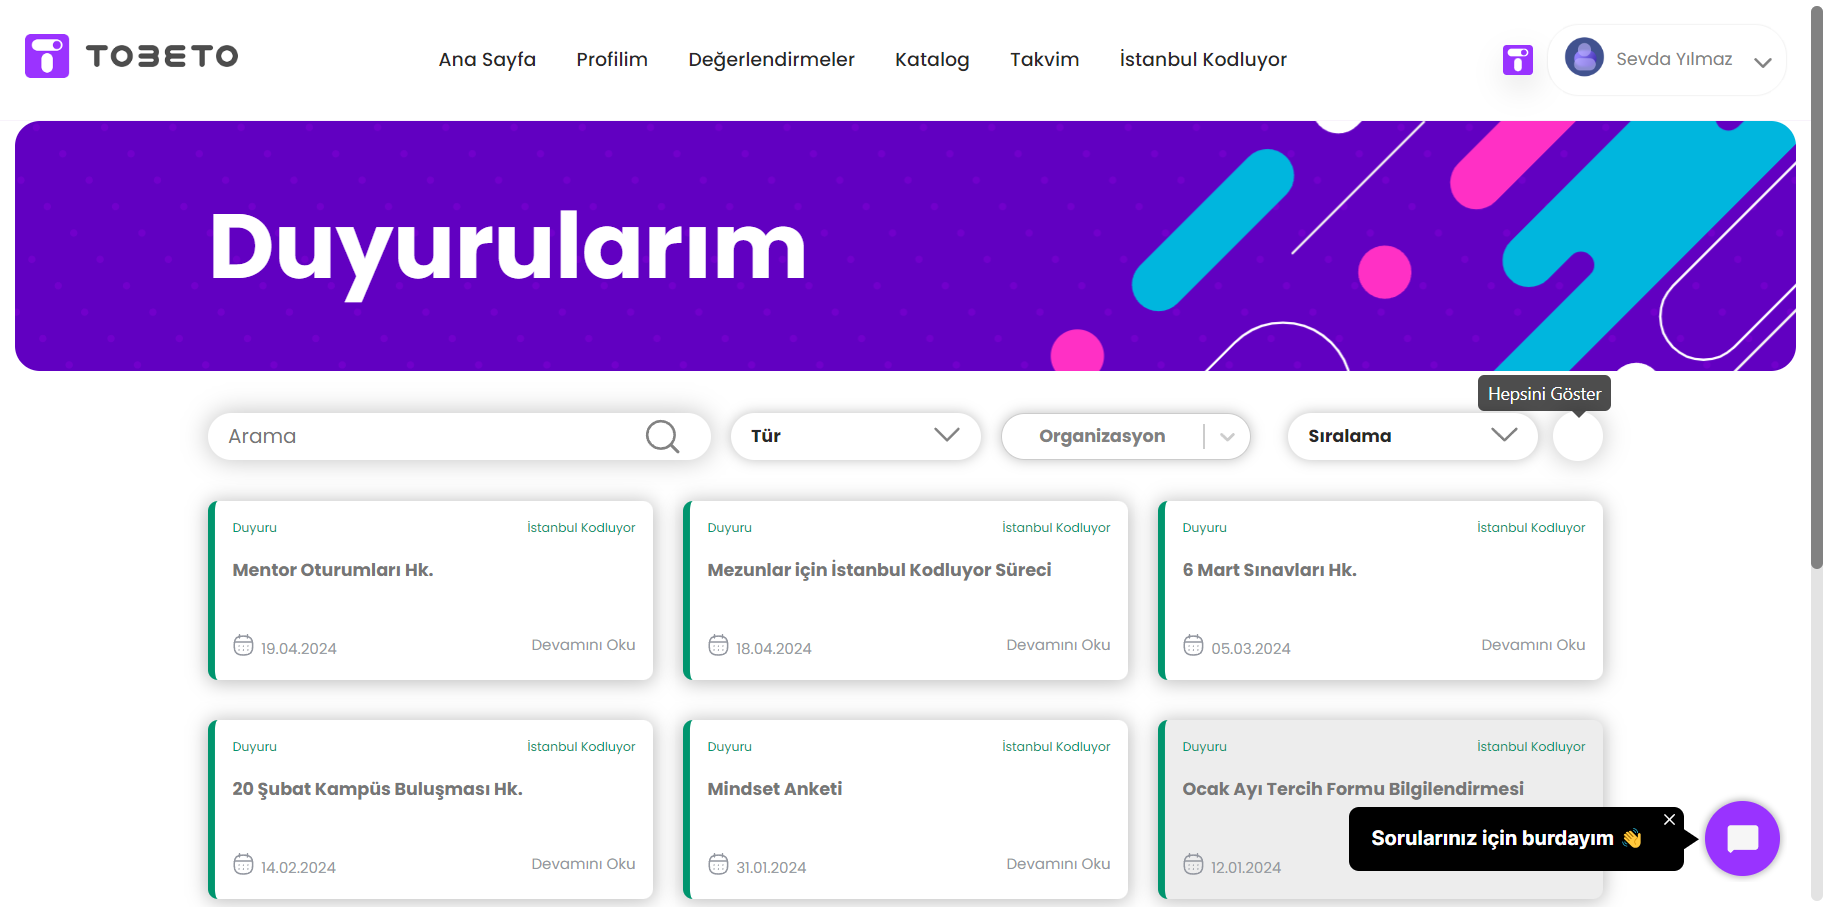 TOBETO
Ana Sayfa Profilim Değerlendirmeler Katalog Takvim İstanbul Kodluyor
Sevda Yılmaz
Duyurularım
Hepsini Göster
Arama
Tür
Organizasyon
Sıralama
Duyuru İstanbul Kodluyor
Mentor Oturumları Hk.
19.04.2024 Devamını Oku
Duyuru İstanbul Kodluyor
Mezunlar için İstanbul Kodluyor Süreci
18.04.2024 Devamını Oku
Duyuru İstanbul Kodluyor
6 Mart Sınavları Hk.
05.03.2024 Devamını Oku
Duyuru İstanbul Kodluyor
20 Şubat Kampüs Buluşması Hk.
14.02.2024 Devamını Oku
Duyuru İstanbul Kodluyor
Mindset Anketi
31.01.2024 Devamını Oku
Duyuru İstanbul Kodluyor
Ocak Ayı Tercih Formu Bilgilendirmesi
12.01.2024
Sorularınız için burdayım 👋